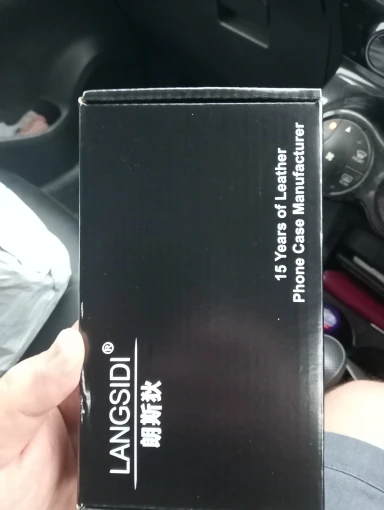 LANGSIDI®
朗斯狄
15 Years of Leather
Phone Case Manufacturer